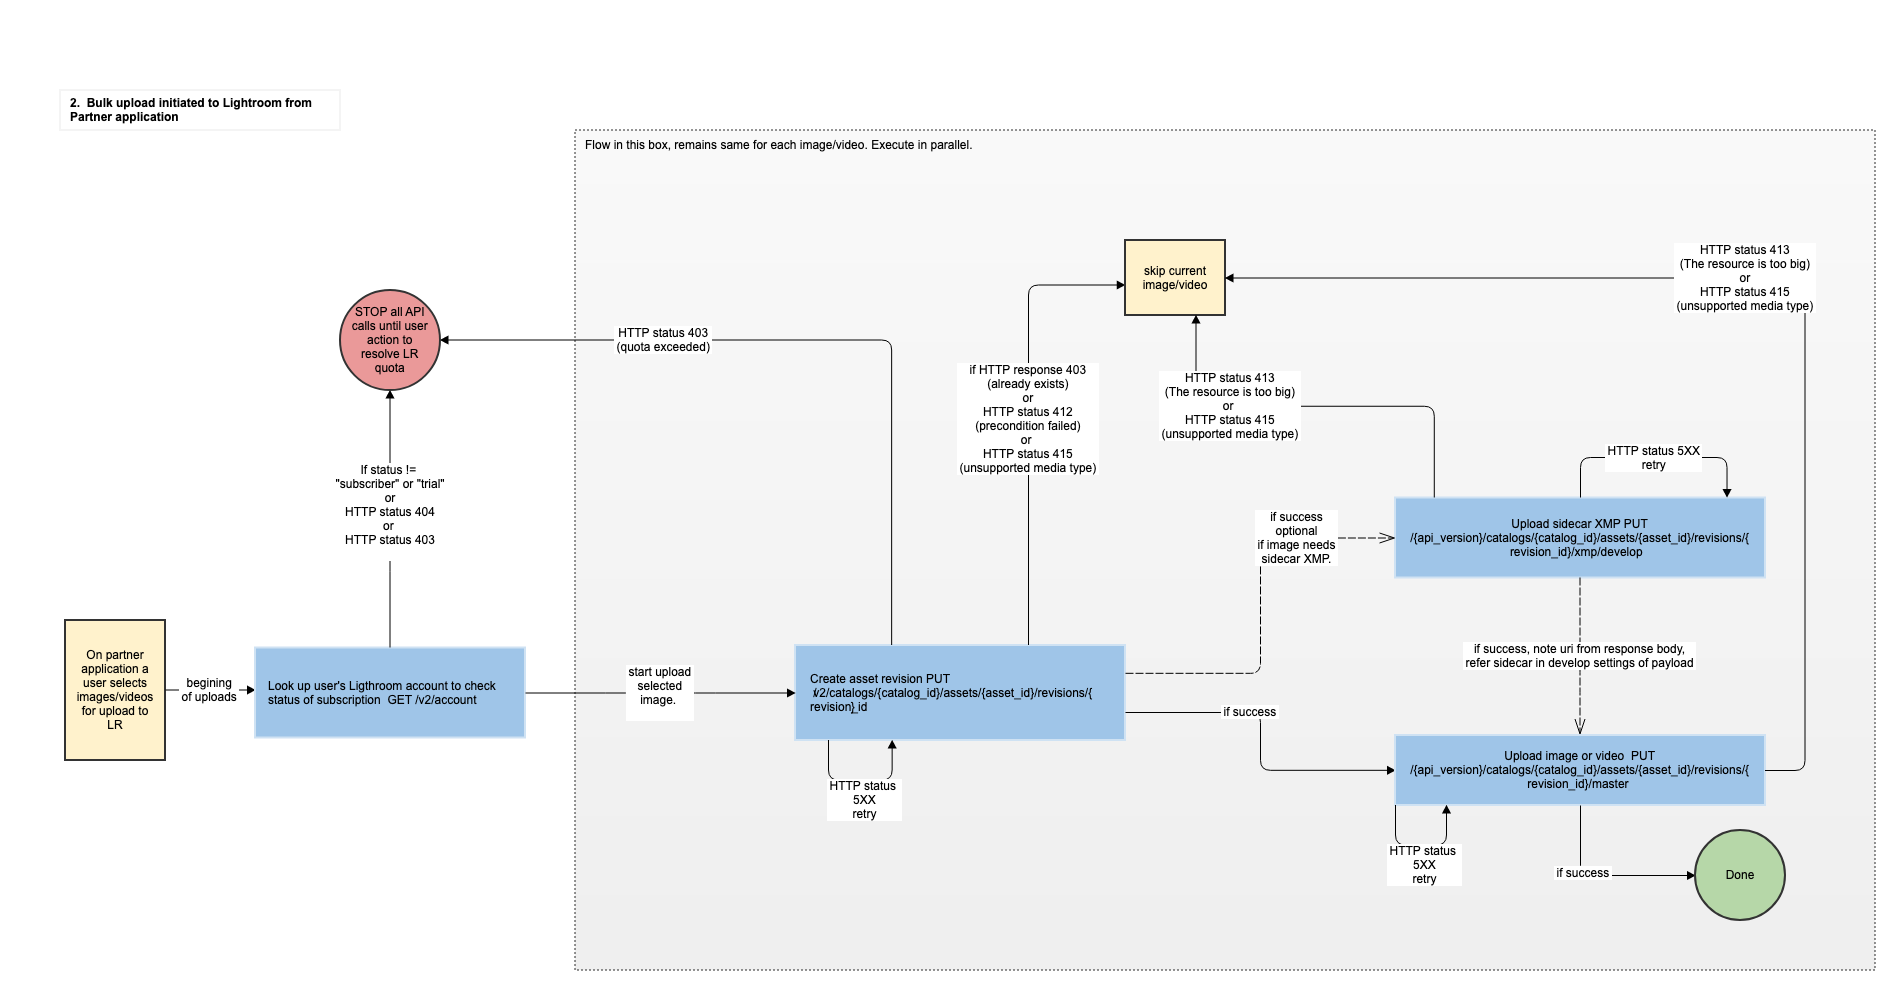 2.  Bulk upload initiated to Lightroom from
Partner application
Flow in this box, remains same for each image/video. Execute in parallel.
skip current
image/video
HTTP status 413
(The resource is too big)
or
HTTP status 415
(unsupported media type)
STOP all API
calls until user
action to
resolve LR
quota
HTTP status 403
(quota exceeded)
if HTTP response 403
(already exists)
or
HTTP status 412
(precondition failed)
or
HTTP status 415
(unsupported media type)
HTTP status 413
(The resource is too big)
or
HTTP status 415
(unsupported media type)
HTTP status 5XX
retry
If status !=
"subscriber" or "trial"
or
HTTP status 404
or
HTTP status 403
if success
optional
if image needs
sidecar XMP.
Upload sidecar XMP PUT
/{api_version}/catalogs/{catalog_id}/assets/{asset_id}/revisions/{
revision_id}/xmp/develop
On partner
application a
user selects
images/videos
for upload to
LR
begining
of uploads
Look up user's Ligthroom account to check
status of subscription  GET /v2/account
start upload
selected
image.
Create asset revision PUT
/v2/catalogs/{catalog_id}/assets/{asset_id}/revisions/{
revision}_id
if success, note uri from response body,
refer sidecar in develop settings of payload
if success
Upload image or video  PUT
/{api_version}/catalogs/{catalog_id}/assets/{asset_id}/revisions/{
revision_id}/master
HTTP status
5XX
retry
HTTP status
5XX
retry
if success
Done